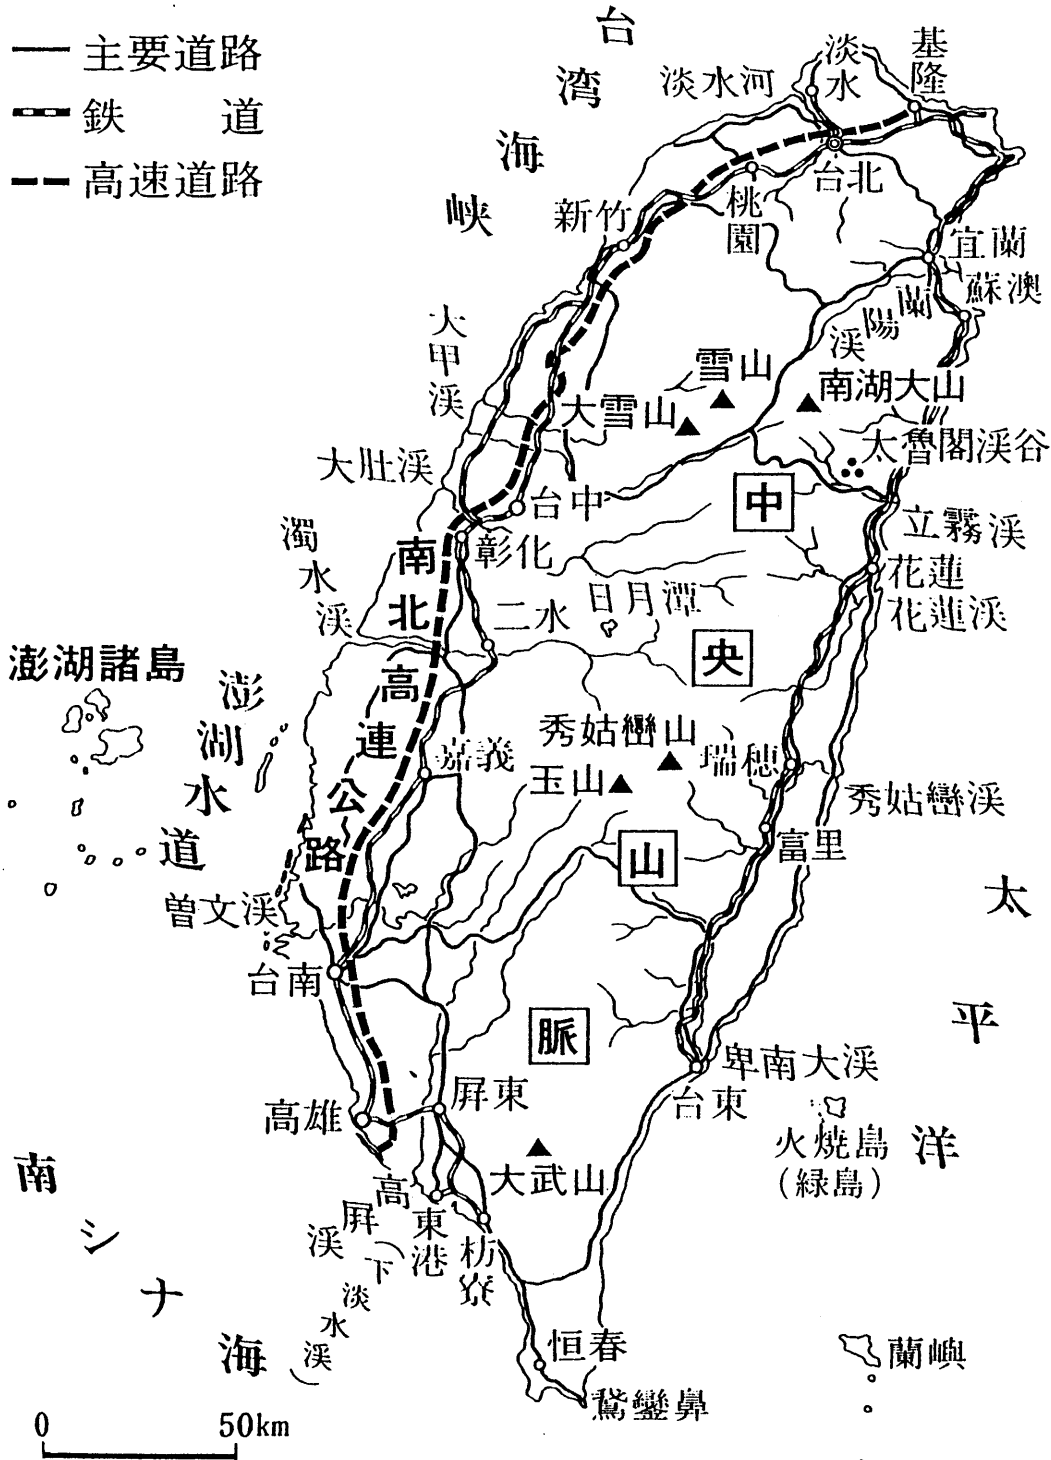 主要道路
鉄道
高速道路
台湾海峡
淡水河
淡水
基隆
台北
桃園
新竹
宜蘭
蘇澳
蘭陽渓
大甲渓
雪山
南湖大山
大雪山
太魯閣渓谷
大肚渓
台中
立霧渓
彰化
花蓮
花蓮渓
濁水渓
二水
日月潭
中央山脈
南北高速公路
澎湖諸島
澎湖水道
秀姑巒山
玉山
瑞穂
嘉義
秀姑巒渓
富里
曽文渓
台南
太平洋
卑南大渓
台東
火焼島
(緑島)
高雄
屛東
大武山
高屛渓
(下淡水渓)
東港
枋寮
南シナ海
恒春
鵞鑾鼻
蘭嶼
0 50km